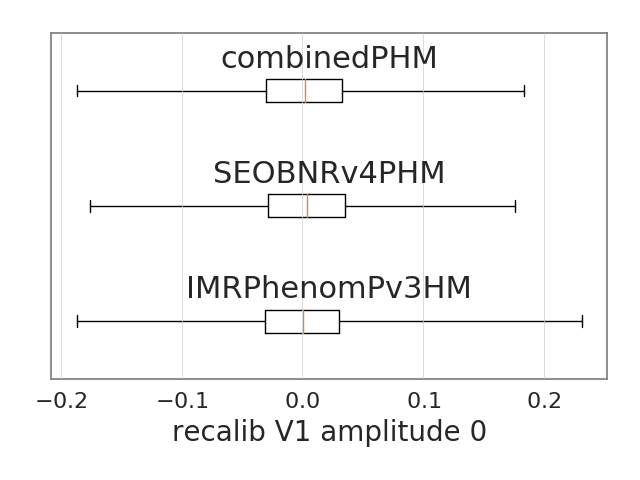 combinedPHM
SEOBNRv4PHM
IMRPhenomPv3HM
−0.2 −0.1 0.0 0.1 0.2
recalib V1 amplitude 0